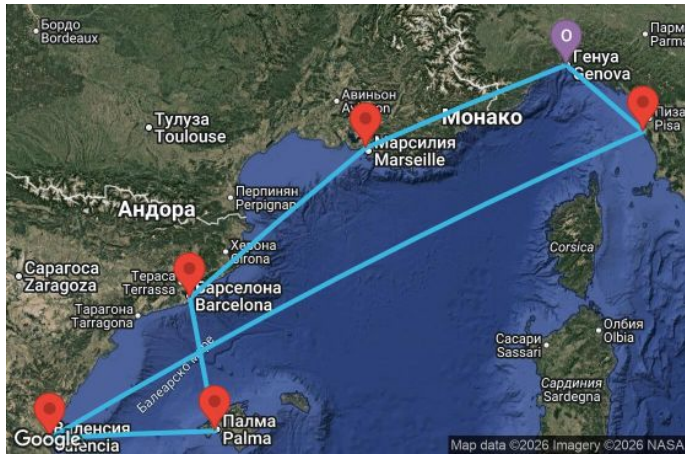 Бордо
Bordeaux
Парм
Parma
O
Генуа
Genova
Авиньон
Тулуза
Toulouse
Монако
Пиза
Pisa
Марсилия
Marseille
Перпинян
Perpignan
Андора
Corsica
Херона
Girona
Сарагоса
Zaragoza
Тераса
Terrassa
Барселона
Barcelona
Тарагона
Tarragona
Олбия
Olbia
Сасари
Sassari
Балеарско
Сардиния
Sardegna
Валенсия
Valencia
Палма
Palma
Google
Map data ©2026 Imagery ©2026 NASA